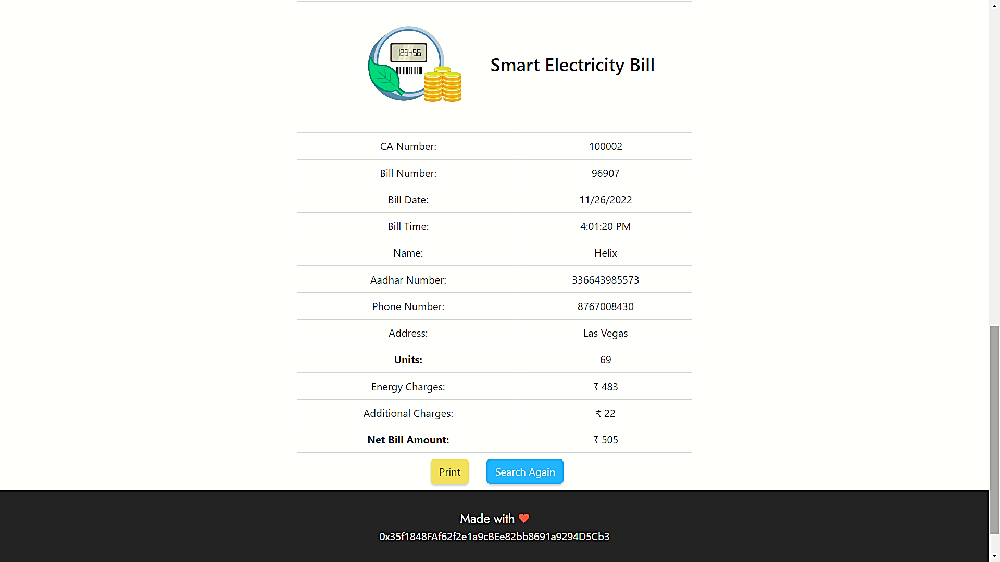 123456
Smart Electricity Bill
CA Number: 100002
Bill Number: 96907
Bill Date: 11/26/2022
Bill Time: 4:01:20 PM
Name: Helix
Aadhar Number: 336643985573
Phone Number: 8767008430
Address: Las Vegas
Units: 69
Energy Charges: ₹ 483
Additional Charges: ₹ 22
Net Bill Amount: ₹ 505
Print Search Again
Made with ❤
0x35f1848FAf62f2e1a9cBEe82bb8691a9294D5Cb3